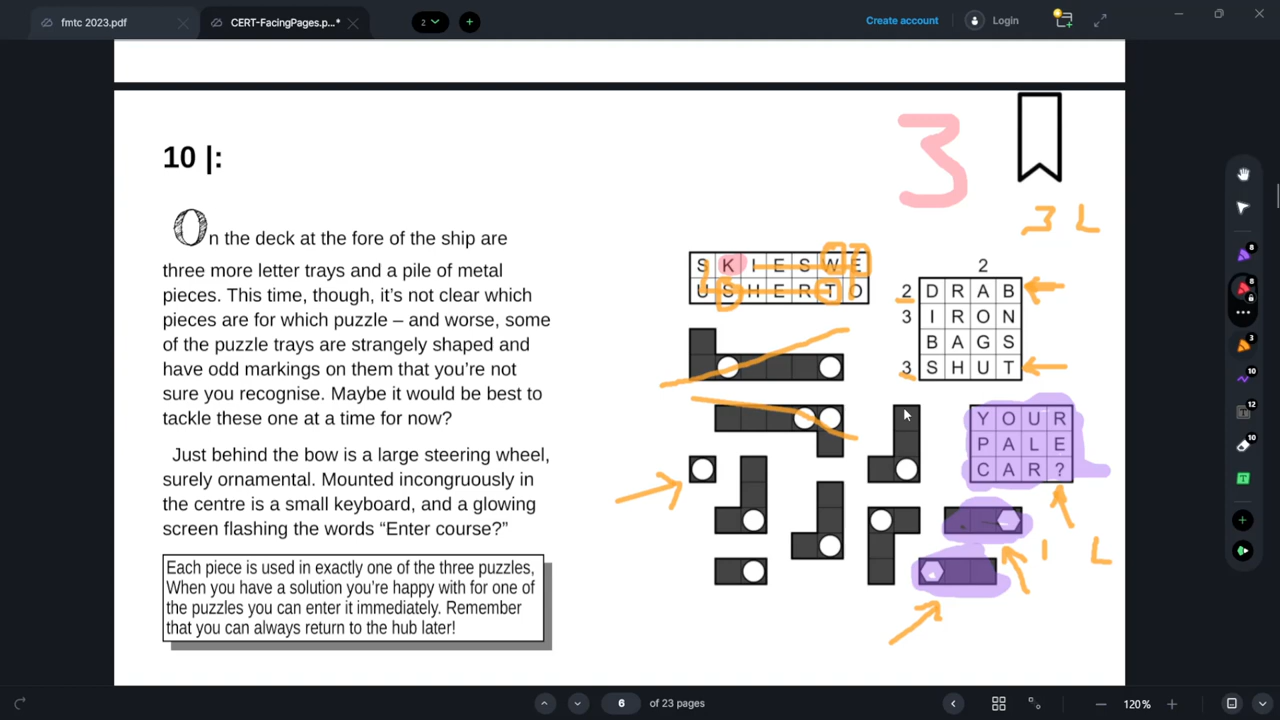 fmtc 2023.pdf
CERT-FacingPages.p...*
2
Create account
Login
10 |:
3
3 L
On the deck at the fore of the ship are
three more letter trays and a pile of metal
pieces. This time, though, it's not clear which
pieces are for which puzzle – and worse, some
of the puzzle trays are strangely shaped and
have odd markings on them that you're not
sure you recognise. Maybe it would be best to
tackle these one at a time for now?
Just behind the bow is a large steering wheel,
surely ornamental. Mounted incongruously in
the centre is a small keyboard, and a glowing
screen flashing the words “Enter course?”
Each piece is used in exactly one of the three puzzles,
When you have a solution you're happy with for one of
the puzzles you can enter it immediately. Remember
that you can always return to the hub later!
S K I E S W E
U S H E R T O
2
2 D R A B
3 I R O N
B A G S
3 S H U T
Y O U R
P A L E
C A R ?
1 L
8
8
3
10
12
10
6
of 23 pages
120%